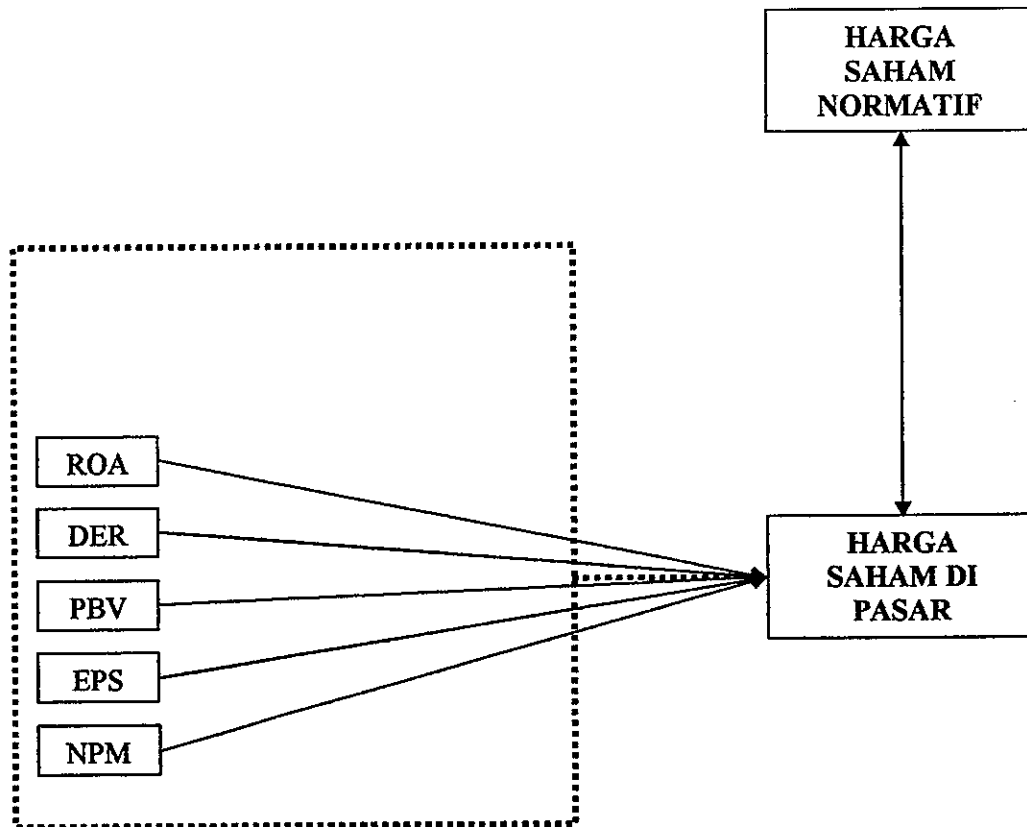 HARGA
SAHAM
NORMATIF
ROA
DER
PBV
EPS
NPM
HARGA
SAHAM DI
PASAR